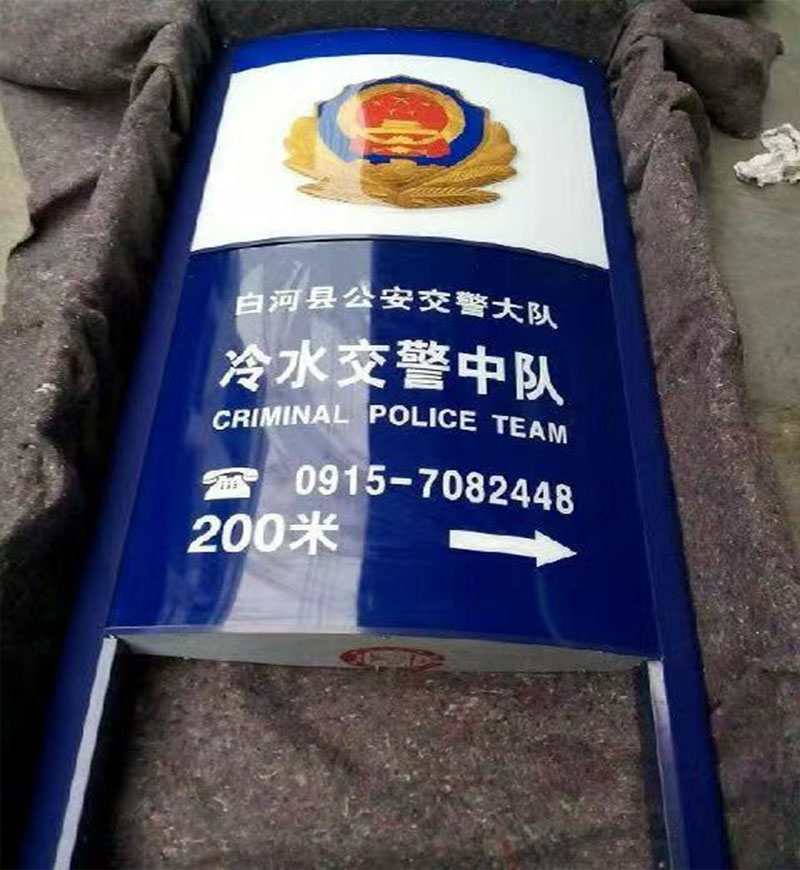 白河县公安交警大队
冷水交警中队
CRIMINAL POLICE TEAM
0915-7082448
200米